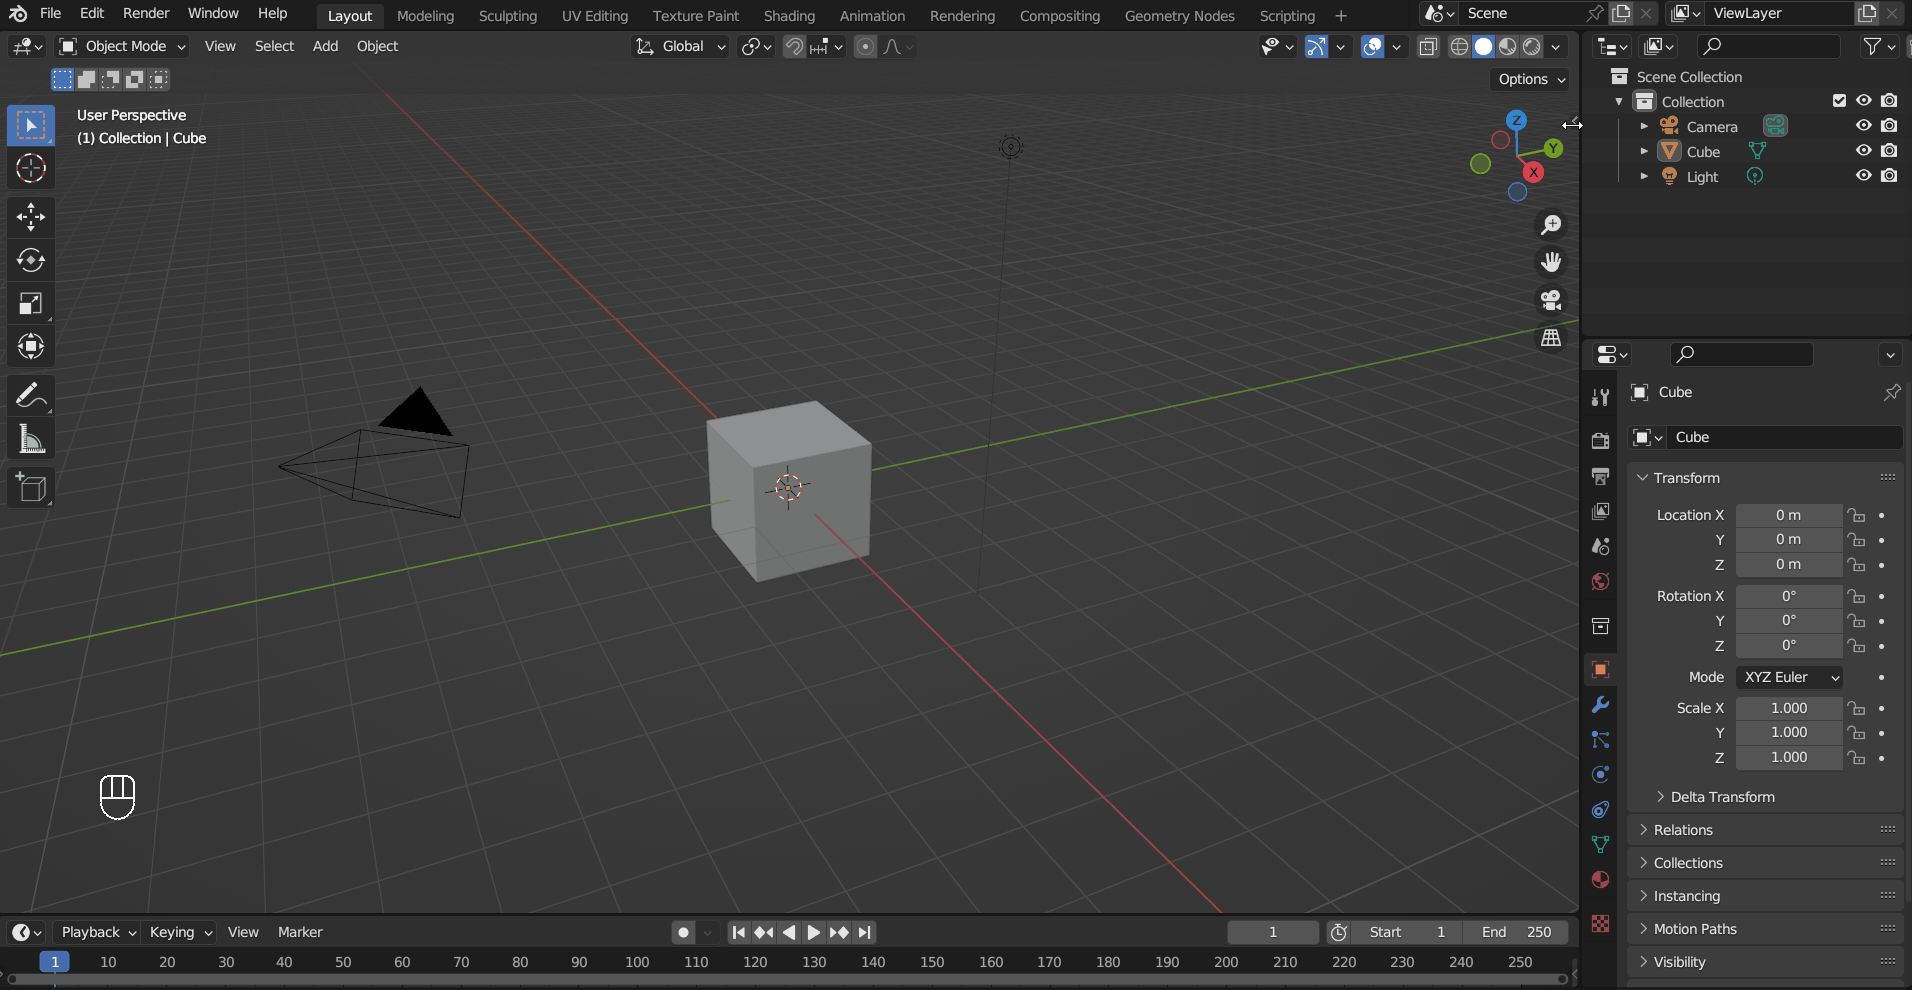 File Edit Render Window Help Layout Modeling Sculpting UV Editing Texture Paint Shading Animation Rendering Compositing Geometry Nodes Scripting + Scene ViewLayer
Object Mode View Select Add Object Global
Options
User Perspective
(1) Collection | Cube
Z
Y
X
Scene Collection
Collection
Camera
Cube
Light
Cube
Cube
Transform
Location X 0 m
Y 0 m
Z 0 m
Rotation X 0°
Y 0°
Z 0°
Mode XYZ Euler
Scale X 1.000
Y 1.000
Z 1.000
Delta Transform
Relations
Collections
Instancing
Motion Paths
Visibility
Playback Keying View Marker 1 Start 1 End 250
1 10 20 30 40 50 60 70 80 90 100 110 120 130 140 150 160 170 180 190 200 210 220 230 240 250